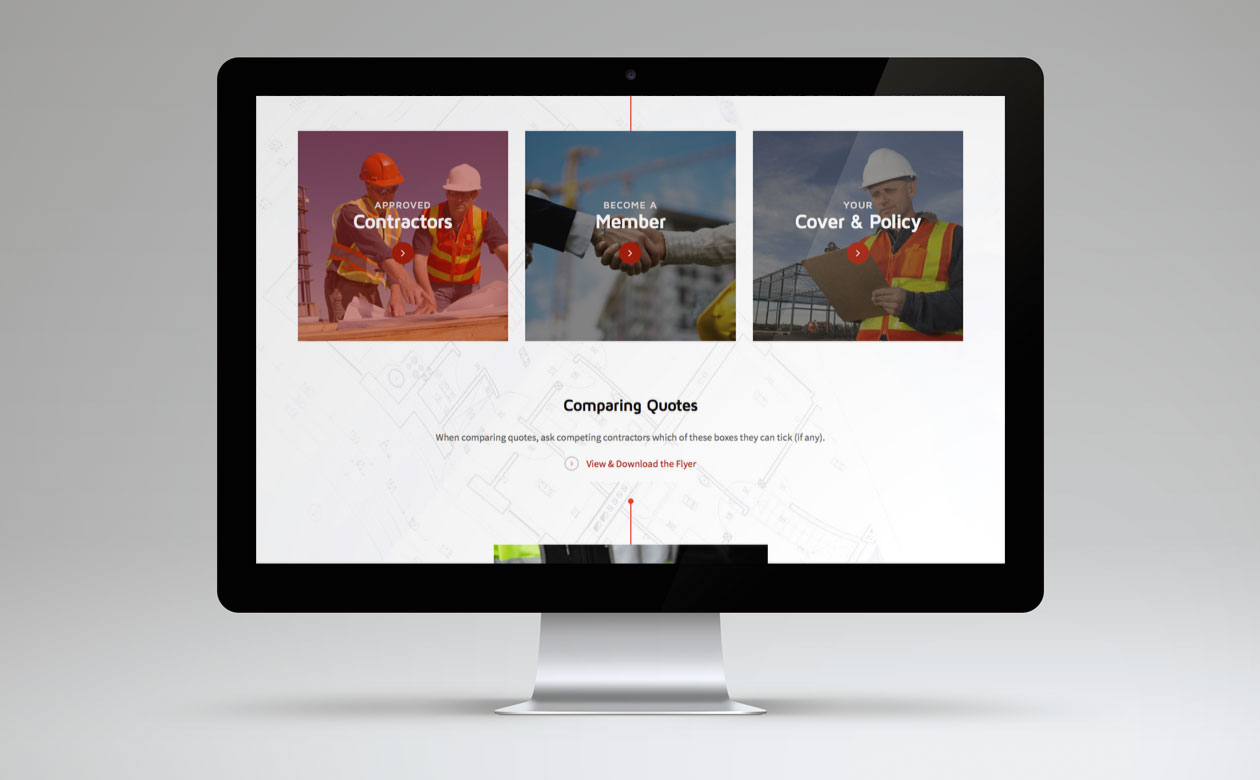 APPROVED
Contractors
BECOME A
Member
YOUR
Cover & Policy
Comparing Quotes
When comparing quotes, ask competing contractors which of these boxes they can tick (if any).
View & Download the Flyer